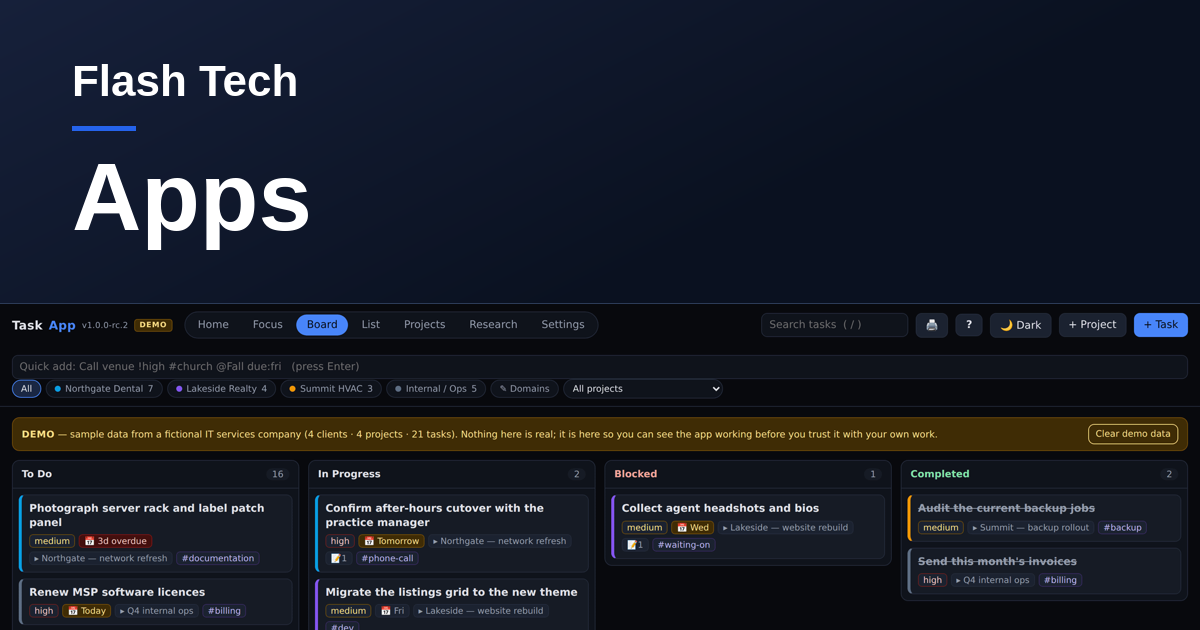 Flash Tech
Apps
Task App v1.0.0-rc.2 DEMO Home Focus Board List Projects Research Settings Search tasks ( / ) ? Dark + Project + Task
Quick add: Call venue !high #church @Fall due:fri (press Enter)
All Northgate Dental 7 Lakeside Realty 4 Summit HVAC 3 Internal / Ops 5 ✎ Domains All projects
DEMO — sample data from a fictional IT services company (4 clients · 4 projects · 21 tasks). Nothing here is real; it is here so you can see the app working before you trust it with your own work. Clear demo data
To Do 16
Photograph server rack and label patch
panel
medium 3d overdue
▸ Northgate — network refresh #documentation
Renew MSP software licences
high Today ▸ Q4 internal ops #billing
In Progress 2
Confirm after-hours cutover with the
practice manager
high Tomorrow ▸ Northgate — network refresh
1 #phone-call
Migrate the listings grid to the new theme
medium Fri ▸ Lakeside — website rebuild
#dev
Blocked 1
Collect agent headshots and bios
medium Wed ▸ Lakeside — website rebuild
1 #waiting-on
Completed 2
Audit the current backup jobs
medium ▸ Summit — backup rollout #backup
Send this month's invoices
high ▸ Q4 internal ops #billing